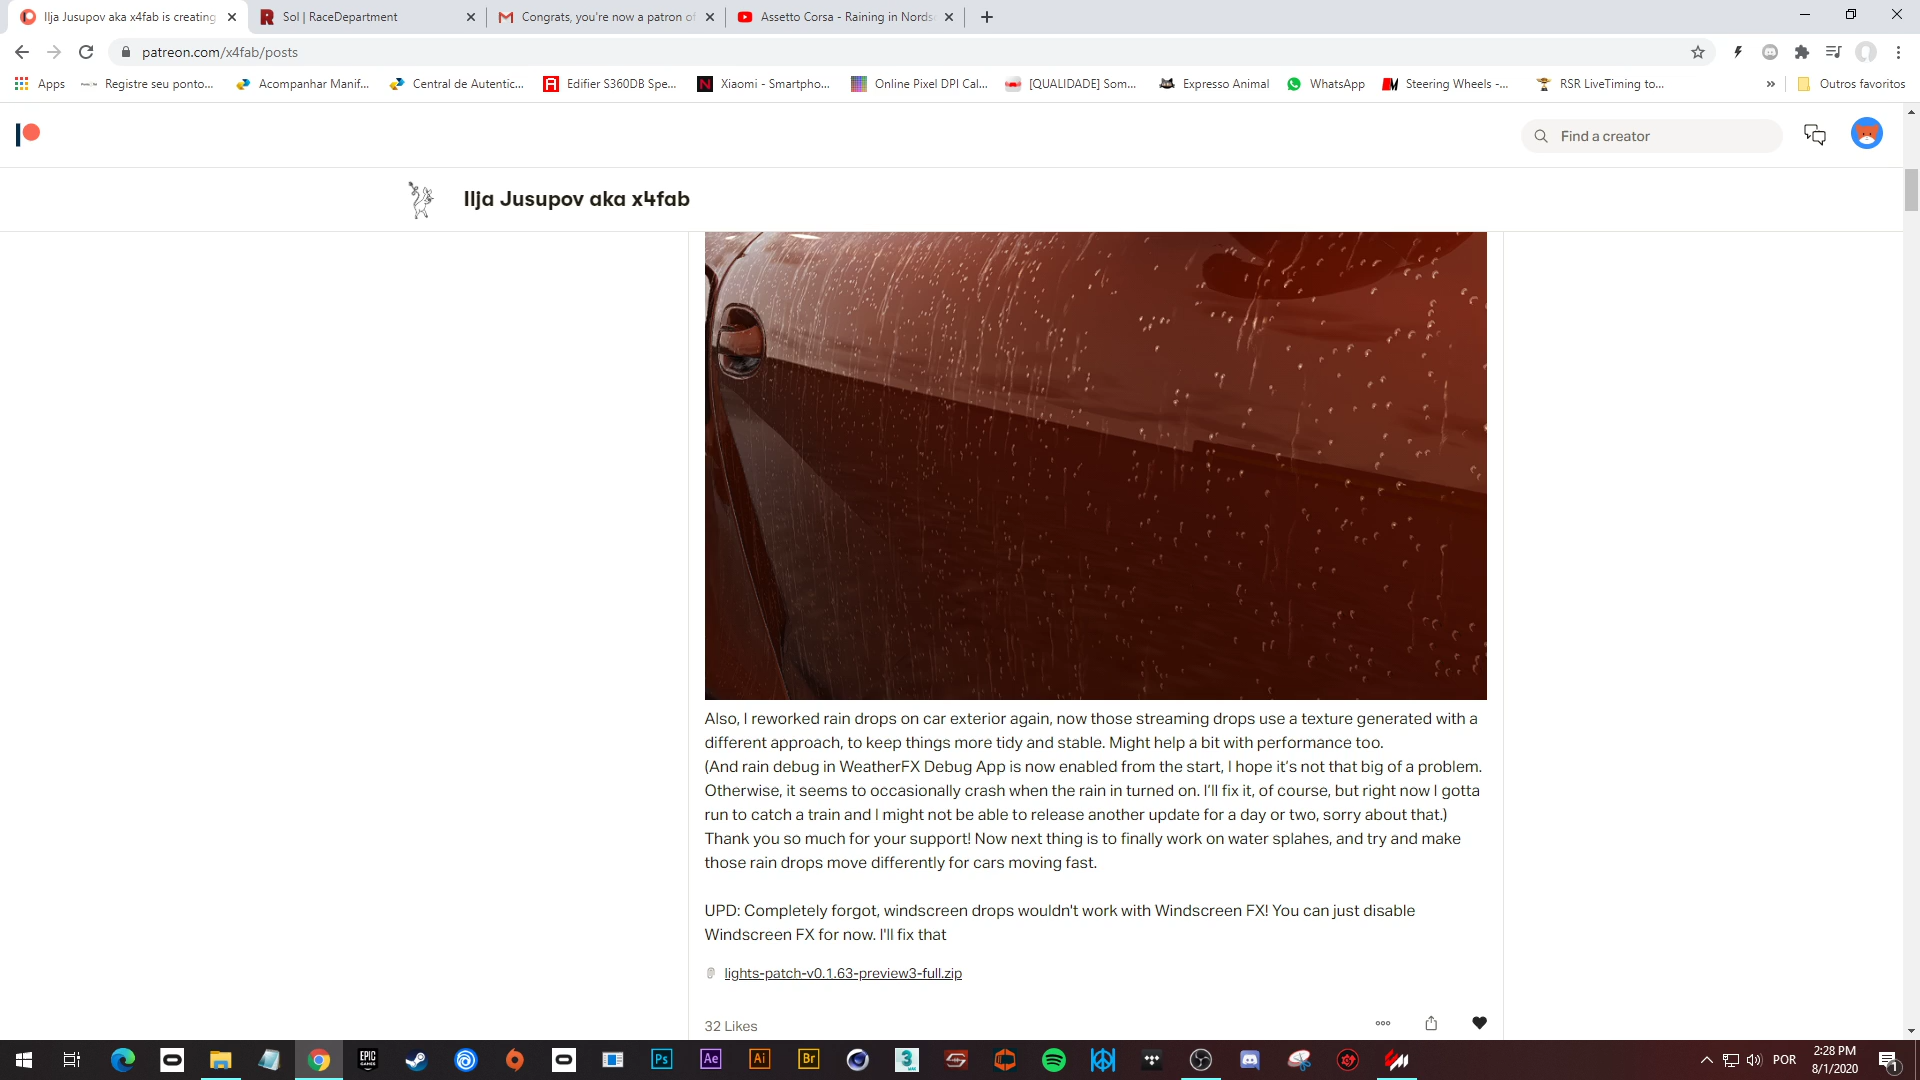 Ilja Jusupov aka x4fab is creating
Sol | RaceDepartment
Congrats, you're now a patron of
Assetto Corsa - Raining in Nords
patreon.com/x4fab/posts
Apps
Registre seu ponto...
Acompanhar Manif...
Central de Autentic...
Edifier S360DB Spe...
Xiaomi - Smartpho...
Online Pixel DPI Cal...
[QUALIDADE] Som...
Expresso Animal
WhatsApp
Steering Wheels -...
RSR LiveTiming to...
»
Outros favoritos
Find a creator
Ilja Jusupov aka x4fab
Also, I reworked rain drops on car exterior again, now those streaming drops use a texture generated with a
different approach, to keep things more tidy and stable. Might help a bit with performance too.
(And rain debug in WeatherFX Debug App is now enabled from the start, I hope it's not that big of a problem.
Otherwise, it seems to occasionally crash when the rain in turned on. I'll fix it, of course, but right now I gotta
run to catch a train and I might not be able to release another update for a day or two, sorry about that.)
Thank you so much for your support! Now next thing is to finally work on water splahes, and try and make
those rain drops move differently for cars moving fast.
UPD: Completely forgot, windscreen drops wouldn't work with Windscreen FX! You can just disable
Windscreen FX for now. I'll fix that
lights-patch-v0.1.63-preview3-full.zip
32 Likes
EPIC GAMES
Ps
Ae
Ai
Br
3
POR
2:28 PM
8/1/2020
1